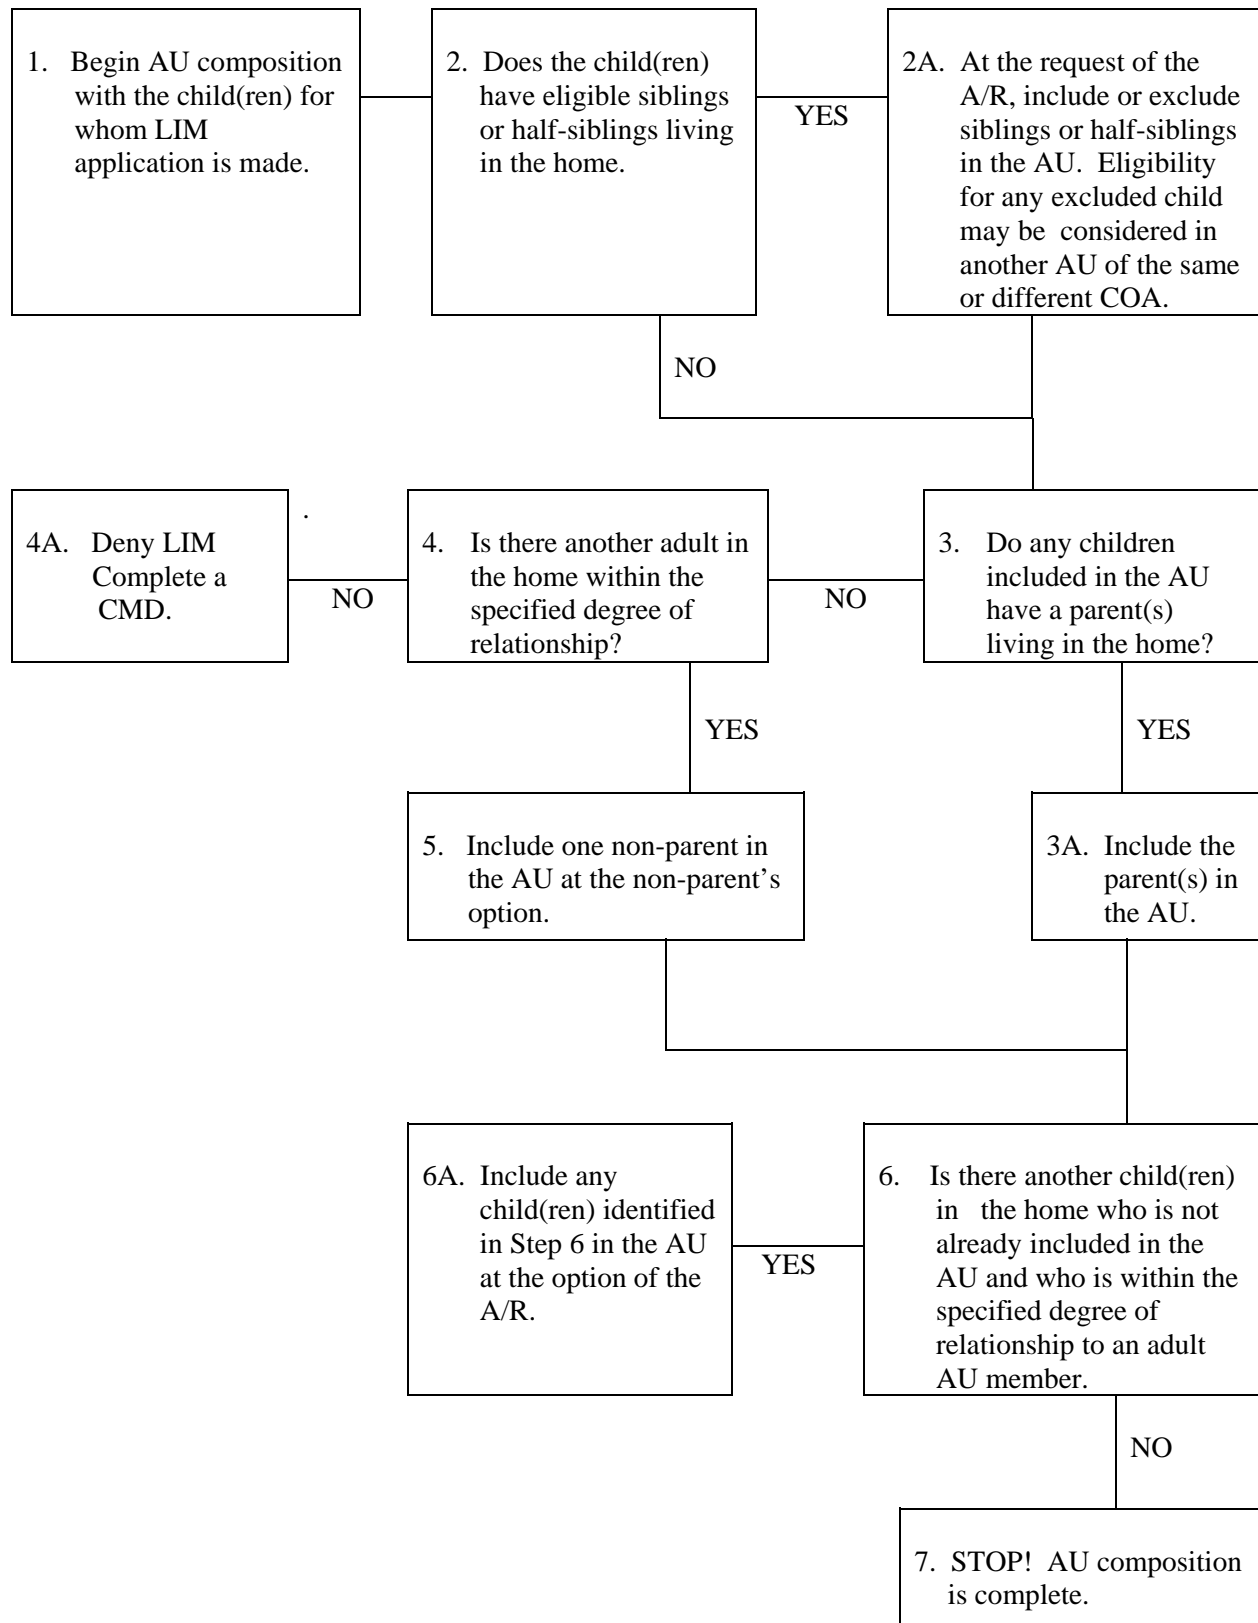 1. Begin AU composition
with the child(ren) for
whom LIM
application is made.
2. Does the child(ren)
have eligible siblings
or half-siblings living
in the home.
YES
2A. At the request of the
A/R, include or exclude
siblings or half-siblings
in the AU. Eligibility
for any excluded child
may be considered in
another AU of the same
or different COA.
NO
3. Do any children
included in the AU
have a parent(s)
living in the home?
NO
4. Is there another adult in
the home within the
specified degree of
relationship?
NO
.
4A. Deny LIM
Complete a
CMD.
YES
YES
5. Include one non-parent in
the AU at the non-parent's
option.
3A. Include the
parent(s) in
the AU.
6. Is there another child(ren)
in the home who is not
already included in the
AU and who is within the
specified degree of
relationship to an adult
AU member.
YES
6A. Include any
child(ren) identified
in Step 6 in the AU
at the option of the
A/R.
NO
7. STOP! AU composition
is complete.